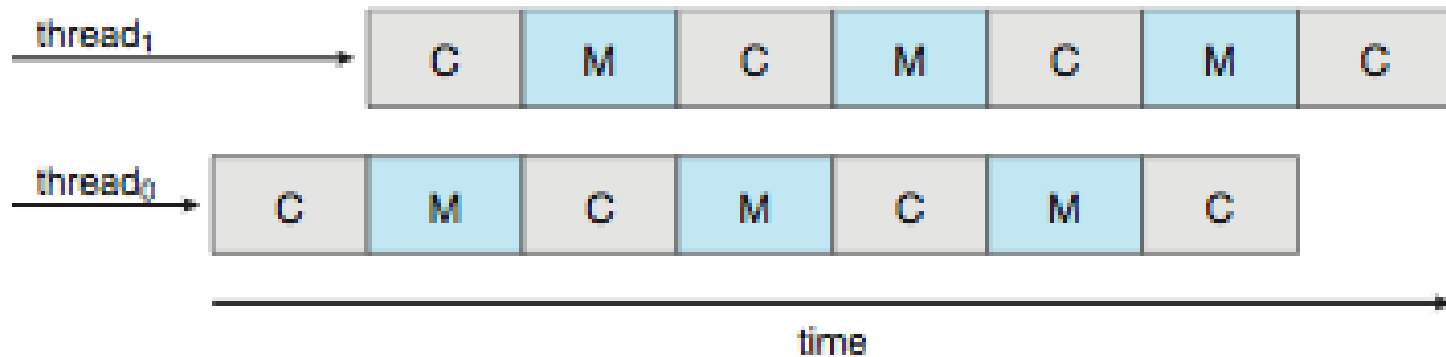 thread₁ C M C M C M C
thread₀ C M C M C M C
time